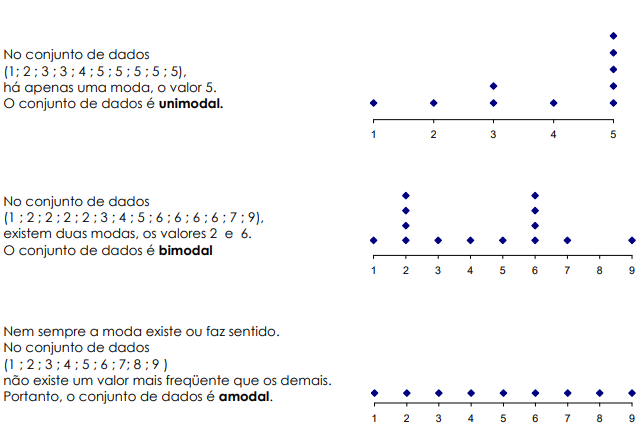 No conjunto de dados
(1; 2 ; 3 ; 3 ; 4 ; 5 ; 5 ; 5 ; 5 ; 5),
há apenas uma moda, o valor 5.
O conjunto de dados é unimodal.
1 2 3 4 5
No conjunto de dados
(1 ; 2 ; 2 ; 2 ; 2 ; 3 ; 4 ; 5 ; 6 ; 6 ; 6 ; 6 ; 7 ; 9),
existem duas modas, os valores 2 e 6.
O conjunto de dados é bimodal
1 2 3 4 5 6 7 8 9
Nem sempre a moda existe ou faz sentido.
No conjunto de dados
(1 ; 2 ; 3 ; 4 ; 5 ; 6 ; 7; 8 ; 9 )
não existe um valor mais freqüente que os demais.
Portanto, o conjunto de dados é amodal.
1 2 3 4 5 6 7 8 9